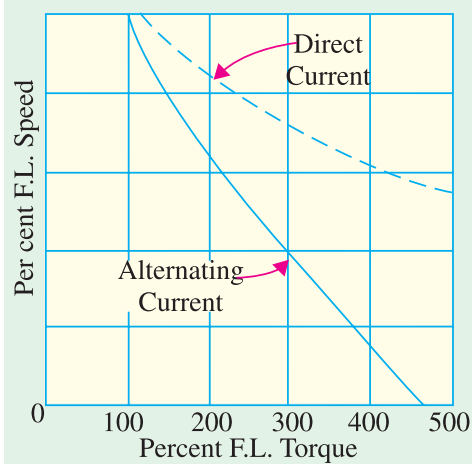 Direct
Current
Per cent F.L. Speed
Alternating
Current
0
100 200 300 400 500
Percent F.L. Torque